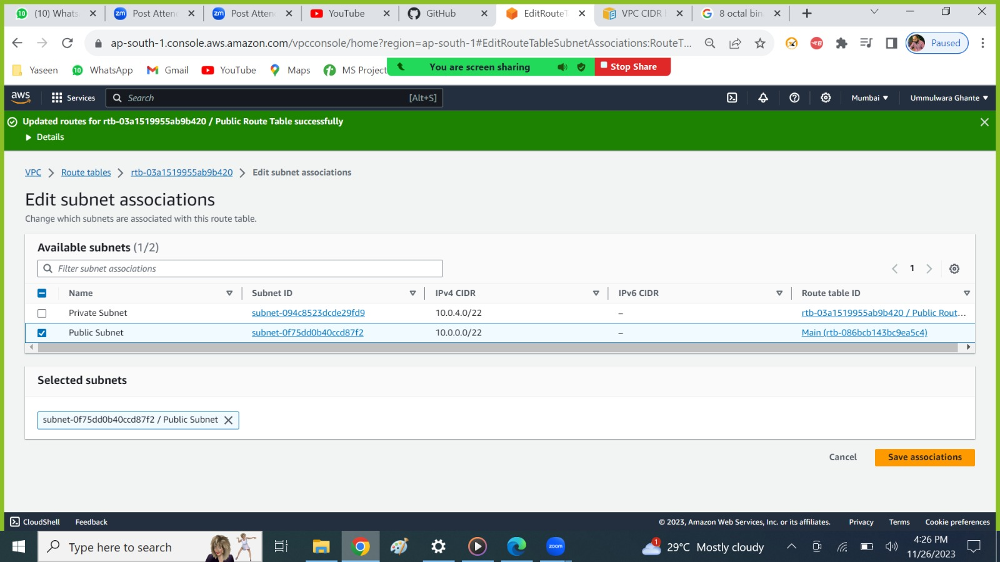 (10) Whats
Post Atten
Post Atten
YouTube
GitHub
EditRouteT
VPC CIDR
8 octal bin
ap-south-1.console.aws.amazon.com/vpcconsole/home?region=ap-south-1#EditRouteTableSubnetAssociations:RouteT...
Paused
Yaseen
WhatsApp
Gmail
YouTube
Maps
MS Project
You are screen sharing
Stop Share
aws
Services
Search
[Alt+S]
Mumbai
Ummulwara Ghante
Updated routes for rtb-03a1519955ab9b420 / Public Route Table successfully
Details
VPC
Route tables
rtb-03a1519955ab9b420
Edit subnet associations
Edit subnet associations
Change which subnets are associated with this route table.
Available subnets (1/2)
Filter subnet associations
1
Name Subnet ID IPv4 CIDR IPv6 CIDR Route table ID
Private Subnet subnet-094c8523dcde29fd9 10.0.4.0/22 – rtb-03a1519955ab9b420 / Public Rout...
Public Subnet subnet-0f75dd0b40ccd87f2 10.0.0.0/22 – Main (rtb-086bcb143bc9ea5c4)
Selected subnets
subnet-0f75dd0b40ccd87f2 / Public Subnet
Cancel
Save associations
CloudShell
Feedback
© 2023, Amazon Web Services, Inc. or its affiliates.
Privacy
Terms
Cookie preferences
Type here to search
zoom
1
29°C Mostly cloudy
4:26 PM
11/26/2023